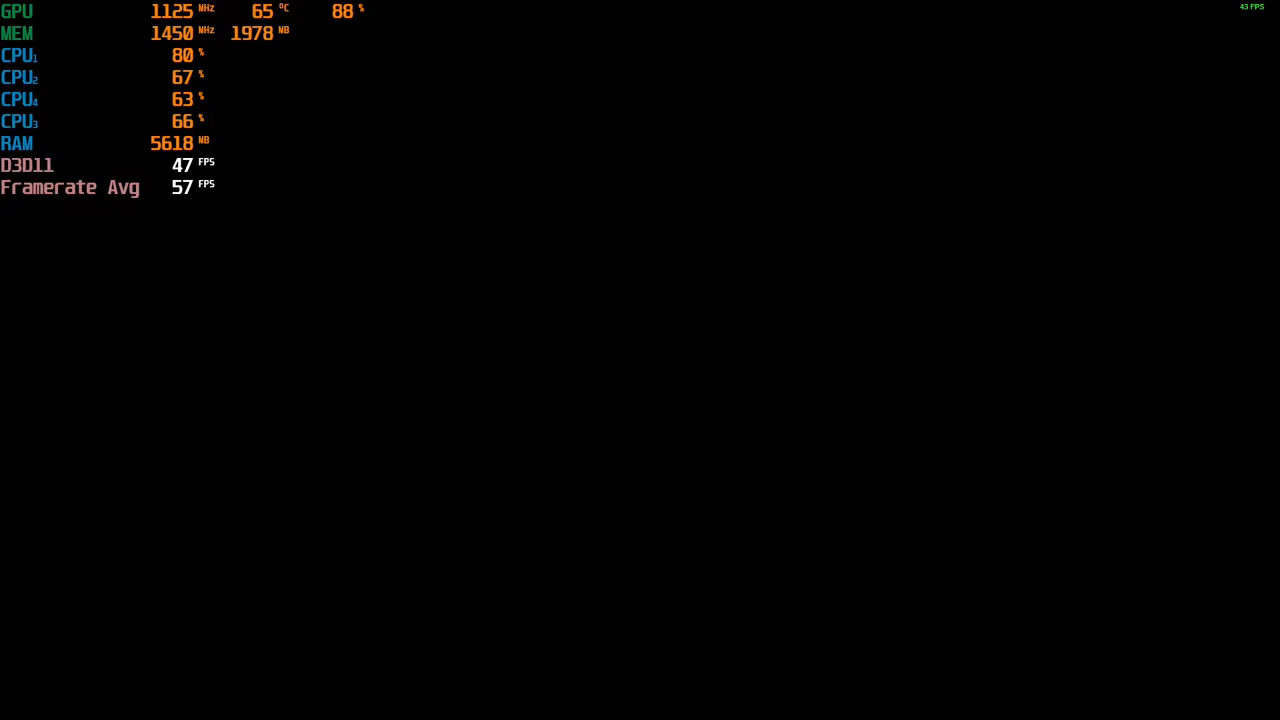 GPU 1125 MHz 65 °C 88 %
43 FPS
MEM 1450 MHz 1978 MB
CPU1 80 %
CPU2 67 %
CPU4 63 %
CPU3 66 %
RAM 5618 MB
D3D11 47 FPS
Framerate Avg 57 FPS